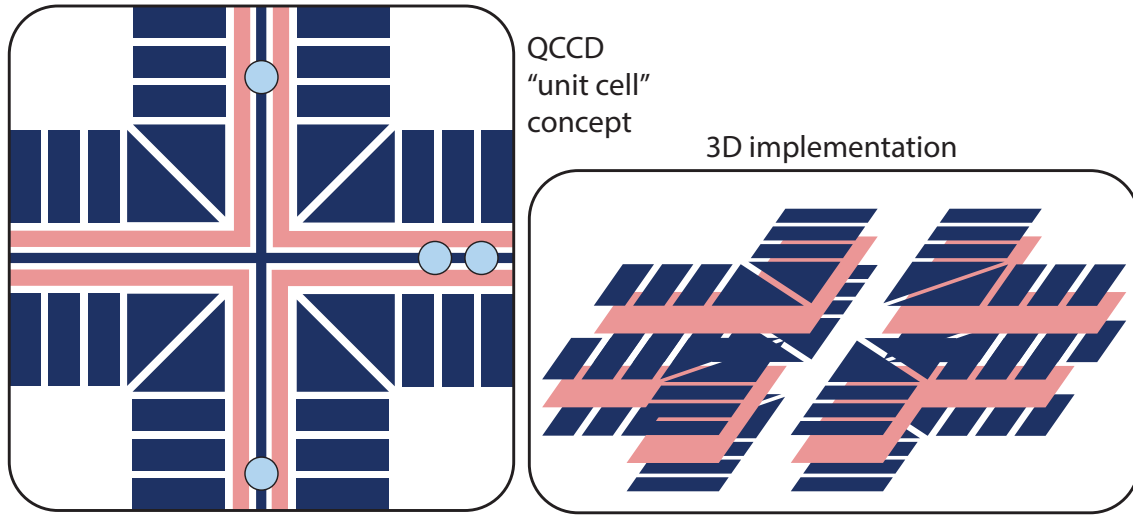 QCCD
“unit cell”
concept
3D implementation